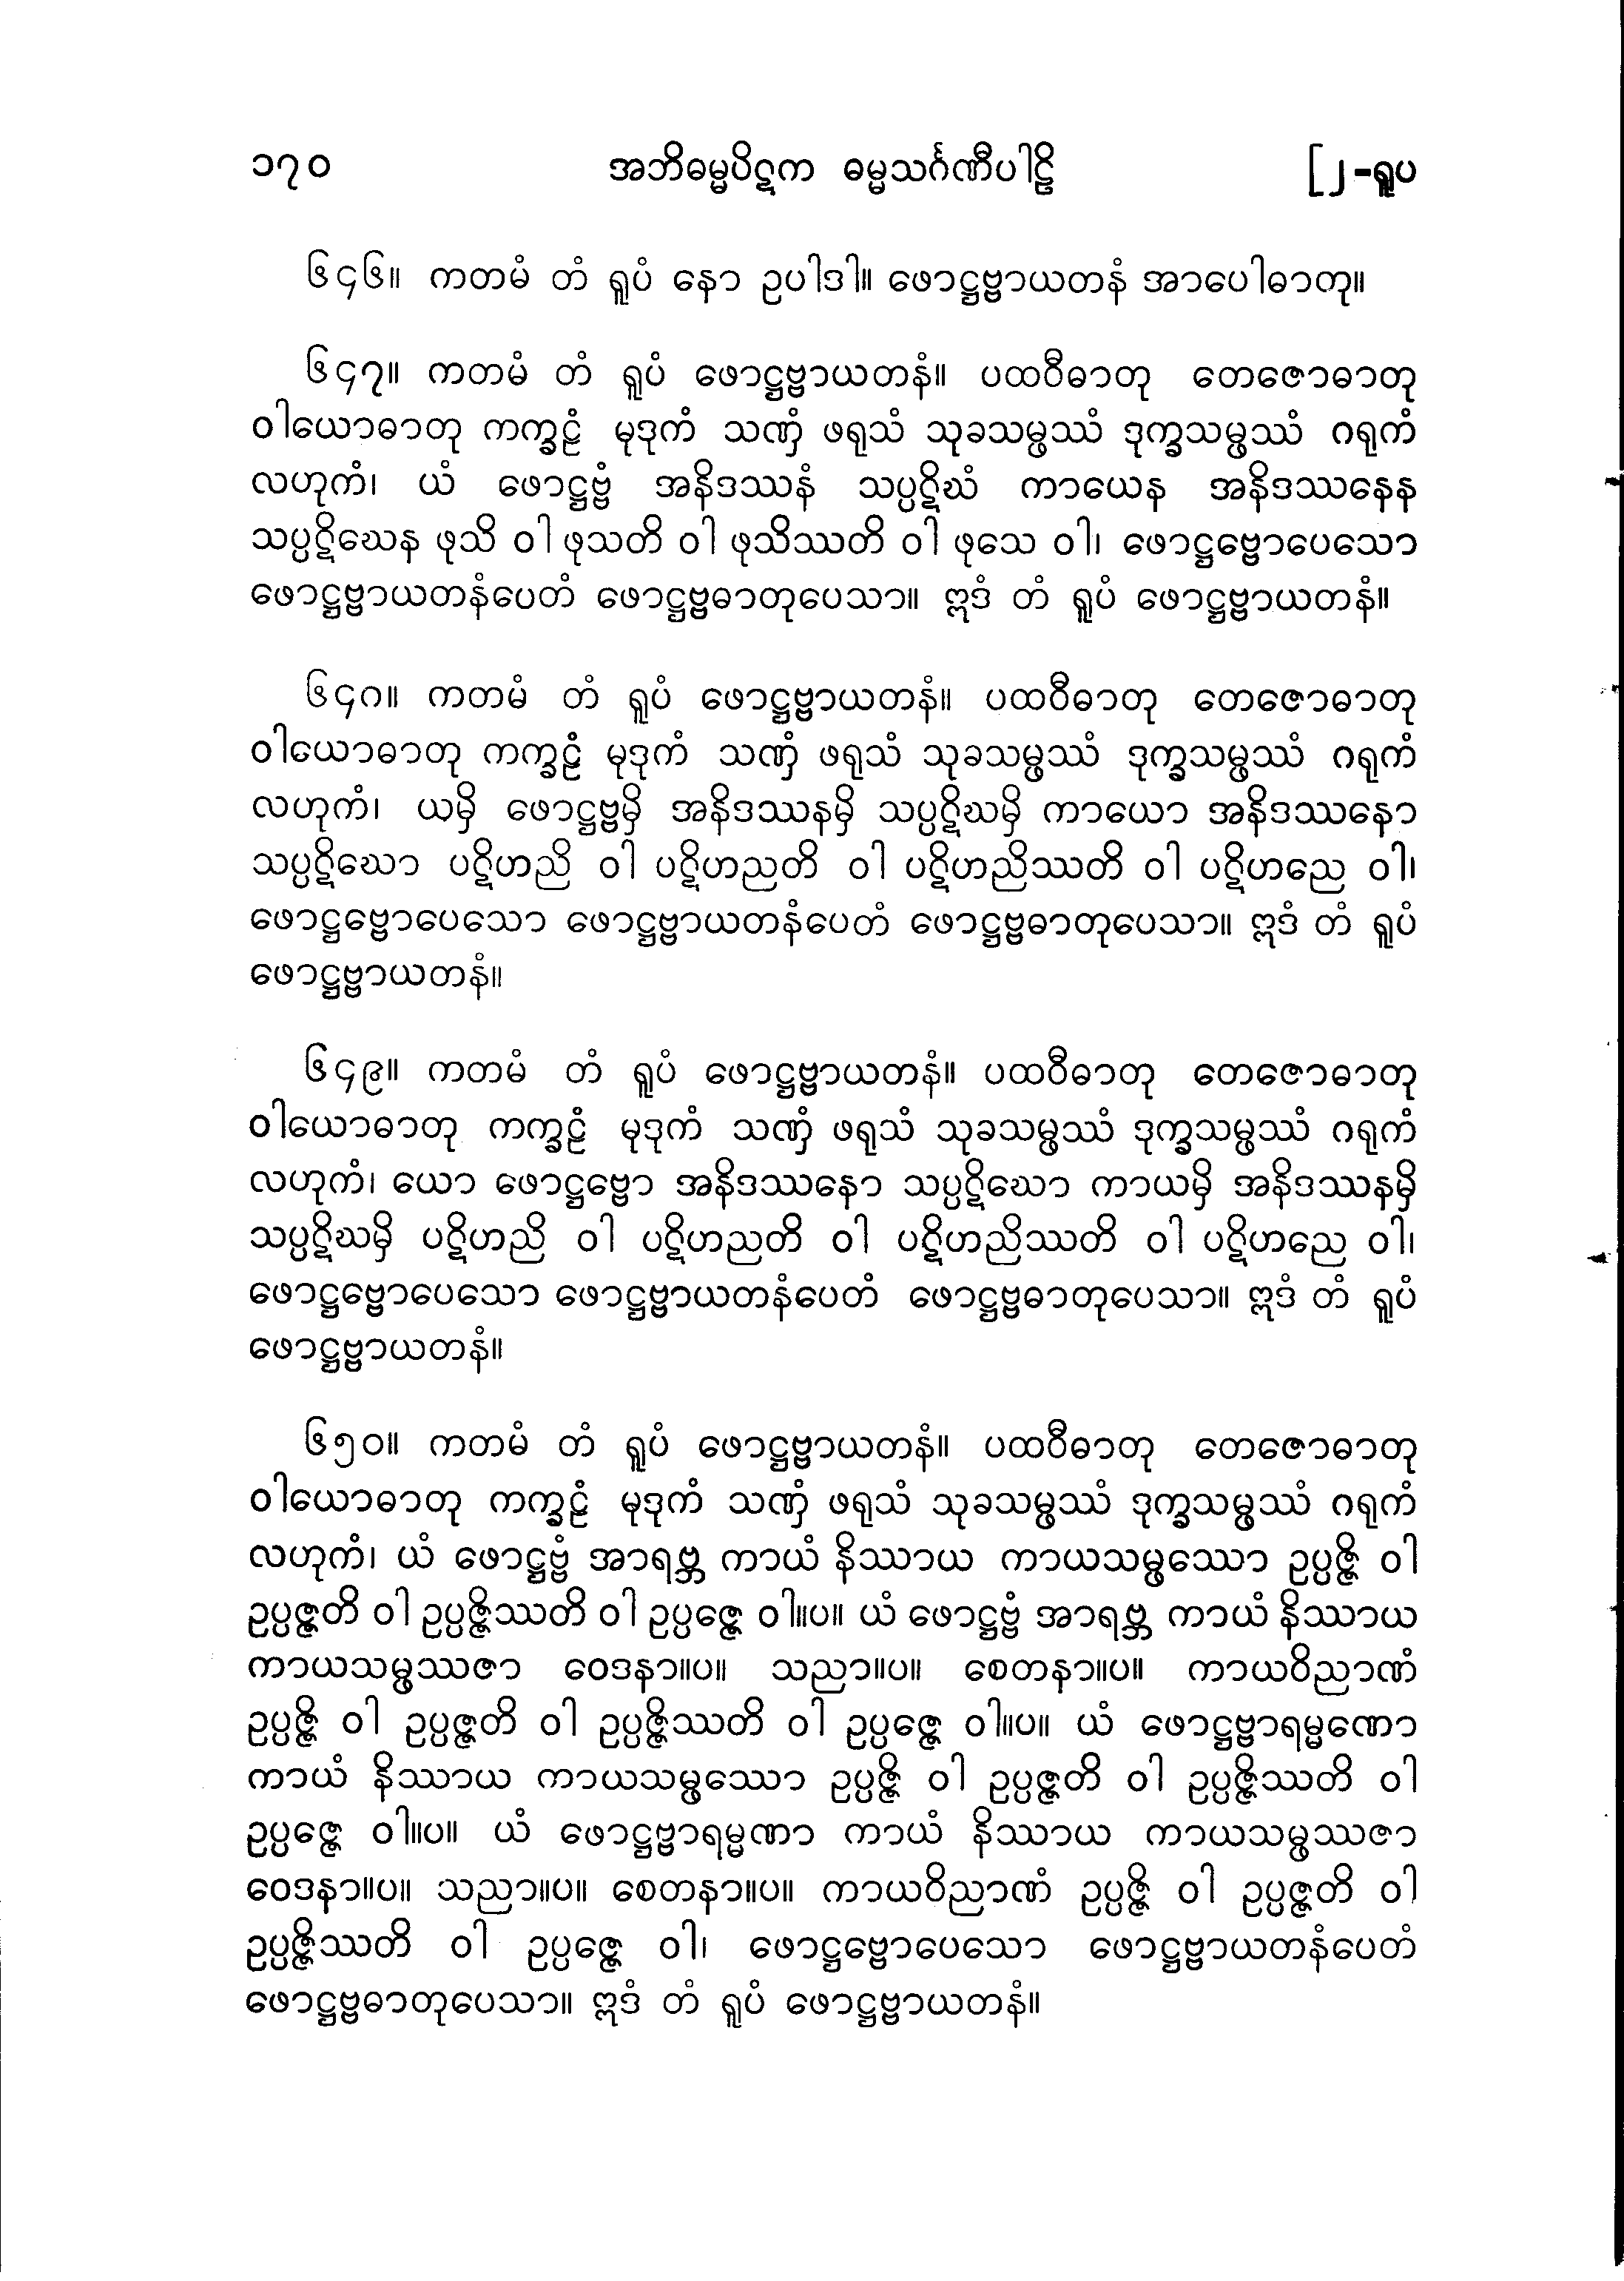 ၁၇၀ အဘိဓမ္မပိဋက ဓမ္မသင်္ဂဏီပါဠိ [၂-ရူပ
၆၄၆။ ကတမံ တံ ရူပံ နော ဥပါဒါ။ ဖောဋ္ဌဗ္ဗာယတနံ အာပေါဓာတု။
၆၄၇။ ကတမံ တံ ရူပံ ဖောဋ္ဌဗ္ဗာယတနံ။ ပထဝီဓာတု တေဇောဓာတု
ဝါယောဓာတု ကက္ခဠံ မုဒုကံ သဏှံ ဖရုသံ သုခသမ္ဖဿံ ဒုက္ခသမ္ဖဿံ ဂရုကံ
လဟုကံ၊ ယံ ဖောဋ္ဌဗ္ဗံ အနိဒဿနံ သပ္ပဋိဃံ ကာယေန အနိဒဿနေန
သပ္ပဋိဃေန ဖုသိ ဝါ ဖုသတိ ဝါ ဖုသိဿတိ ဝါ ဖုသေ ဝါ၊ ဖောဋ္ဌဗ္ဗောပေသော
ဖောဋ္ဌဗ္ဗာယတနံပေတံ ဖောဋ္ဌဗ္ဗဓာတုပေသာ။ ဣဒံ တံ ရူပံ ဖောဋ္ဌဗ္ဗာယတနံ။
၆၄၈။ ကတမံ တံ ရူပံ ဖောဋ္ဌဗ္ဗာယတနံ။ ပထဝီဓာတု တေဇောဓာတု
ဝါယောဓာတု ကက္ခဠံ မုဒုကံ သဏှံ ဖရုသံ သုခသမ္ဖဿံ ဒုက္ခသမ္ဖဿံ ဂရုကံ
လဟုကံ၊ ယမှိ ဖောဋ္ဌဗ္ဗမှိ အနိဒဿနမှိ သပ္ပဋိဃမှိ ကာယော အနိဒဿနော
သပ္ပဋိဃော ပဋိဟညိ ဝါ ပဋိဟညတိ ဝါ ပဋိဟညိဿတိ ဝါ ပဋိဟညေ ဝါ၊
ဖောဋ္ဌဗ္ဗောပေသော ဖောဋ္ဌဗ္ဗာယတနံပေတံ ဖောဋ္ဌဗ္ဗဓာတုပေသာ။ ဣဒံ တံ ရူပံ
ဖောဋ္ဌဗ္ဗာယတနံ။
၆၄၉။ ကတမံ တံ ရူပံ ဖောဋ္ဌဗ္ဗာယတနံ။ ပထဝီဓာတု တေဇောဓာတု
ဝါယောဓာတု ကက္ခဠံ မုဒုကံ သဏှံ ဖရုသံ သုခသမ္ဖဿံ ဒုက္ခသမ္ဖဿံ ဂရုကံ
လဟုကံ၊ ယော ဖောဋ္ဌဗ္ဗော အနိဒဿနော သပ္ပဋိဃော ကာယမှိ အနိဒဿနမှိ
သပ္ပဋိဃမှိ ပဋိဟညိ ဝါ ပဋိဟညတိ ဝါ ပဋိဟညိဿတိ ဝါ ပဋိဟညေ ဝါ၊
ဖောဋ္ဌဗ္ဗောပေသော ဖောဋ္ဌဗ္ဗာယတနံပေတံ ဖောဋ္ဌဗ္ဗဓာတုပေသာ။ ဣဒံ တံ ရူပံ
ဖောဋ္ဌဗ္ဗာယတနံ။
၆၅၀။ ကတမံ တံ ရူပံ ဖောဋ္ဌဗ္ဗာယတနံ။ ပထဝီဓာတု တေဇောဓာတု
ဝါယောဓာတု ကက္ခဠံ မုဒုကံ သဏှံ ဖရုသံ သုခသမ္ဖဿံ ဒုက္ခသမ္ဖဿံ ဂရုကံ
လဟုကံ၊ ယံ ဖောဋ္ဌဗ္ဗံ အာရဗ္ဘ ကာယံ နိဿာယ ကာယသမ္ဖဿော ဥပ္ပဇ္ဇိ ဝါ
ဥပ္ပဇ္ဇတိ ဝါ ဥပ္ပဇ္ဇိဿတိ ဝါ ဥပ္ပဇ္ဇေ ဝါ။ပ။ ယံ ဖောဋ္ဌဗ္ဗံ အာရဗ္ဘ ကာယံ နိဿာယ
ကာယသမ္ဖဿဇာ ဝေဒနာ။ပ။ သညာ။ပ။ စေတနာ။ပ။ ကာယဝိညာဏံ
ဥပ္ပဇ္ဇိ ဝါ ဥပ္ပဇ္ဇတိ ဝါ ဥပ္ပဇ္ဇိဿတိ ဝါ ဥပ္ပဇ္ဇေ ဝါ။ပ။ ယံ ဖောဋ္ဌဗ္ဗာရမ္မဏော
ကာယံ နိဿာယ ကာယသမ္ဖဿော ဥပ္ပဇ္ဇိ ဝါ ဥပ္ပဇ္ဇတိ ဝါ ဥပ္ပဇ္ဇိဿတိ ဝါ
ဥပ္ပဇ္ဇေ ဝါ။ပ။ ယံ ဖောဋ္ဌဗ္ဗာရမ္မဏာ ကာယံ နိဿာယ ကာယသမ္ဖဿဇာ
ဝေဒနာ။ပ။ သညာ။ပ။ စေတနာ။ပ။ ကာယဝိညာဏံ ဥပ္ပဇ္ဇိ ဝါ ဥပ္ပဇ္ဇတိ ဝါ
ဥပ္ပဇ္ဇိဿတိ ဝါ ဥပ္ပဇ္ဇေ ဝါ၊ ဖောဋ္ဌဗ္ဗောပေသော ဖောဋ္ဌဗ္ဗာယတနံပေတံ
ဖောဋ္ဌဗ္ဗဓာတုပေသာ။ ဣဒံ တံ ရူပံ ဖောဋ္ဌဗ္ဗာယတနံ။